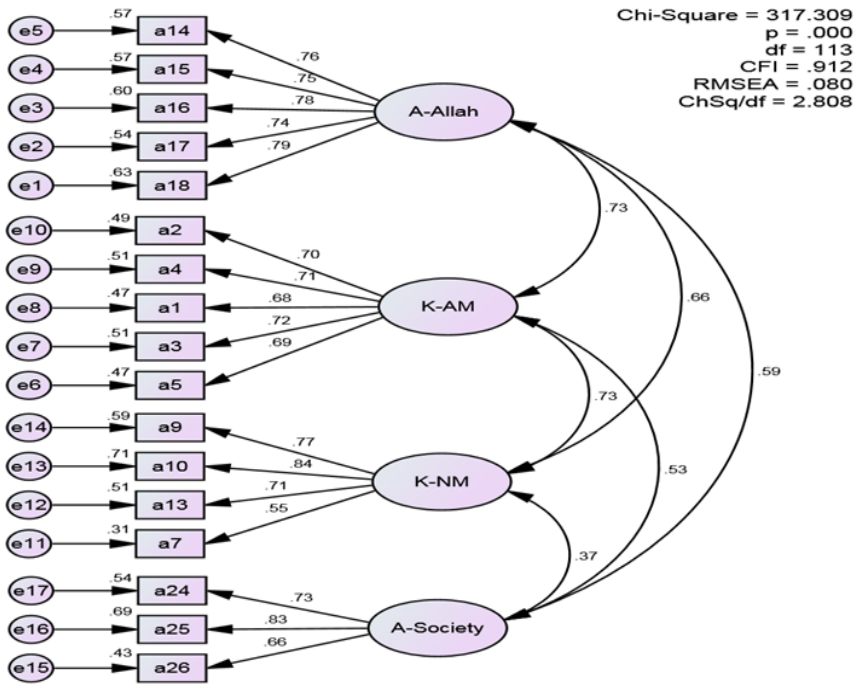 Chi-Square = 317.309
p = .000
df = 113
CFI = .912
RMSEA = .080
ChSq/df = 2.808
e5 .57 a14 .76
e4 .57 a15 .75
e3 .60 a16 .78
e2 .54 a17 .74
e1 .63 a18 .79
A-Allah
.73
e10 .49 a2 .70
e9 .51 a4 .71
e8 .47 a1 .68
e7 .51 a3 .72
e6 .47 a5 .69
K-AM
.66
.59
.73
e14 .59 a9 .77
e13 .71 a10 .84
e12 .51 a13 .71
e11 .31 a7 .55
K-NM
.53
.37
e17 .54 a24 .73
e16 .69 a25 .83
e15 .43 a26 .66
A-Society